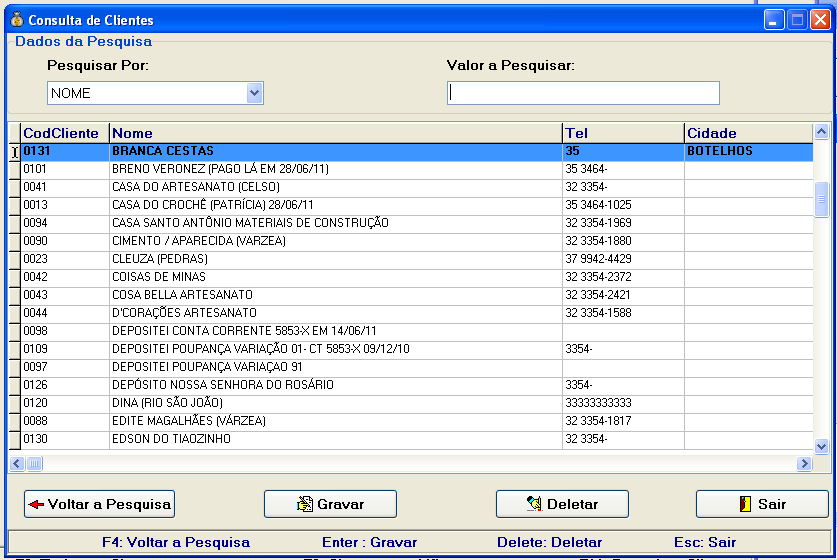 Consulta de Clientes
Dados da Pesquisa
Pesquisar Por: Valor a Pesquisar:
NOME
CodCliente Nome Tel Cidade
0131 BRANCA CESTAS 35 BOTELHOS
0101 BRENO VERONEZ (PAGO LÁ EM 28/06/11) 35 3464-
0041 CASA DO ARTESANATO (CELSO) 32 3354-
0013 CASA DO CROCHÊ (PATRÍCIA) 28/06/11 35 3464-1025
0094 CASA SANTO ANTÔNIO MATERIAIS DE CONSTRUÇÃO 32 3354-1969
0090 CIMENTO / APARECIDA (VARZEA) 32 3354-1880
0023 CLEUZA (PEDRAS) 37 9942-4429
0042 COISAS DE MINAS 32 3354-2372
0043 COSA BELLA ARTESANATO 32 3354-2421
0044 D'CORAÇÕES ARTESANATO 32 3354-1588
0098 DEPOSITEI CONTA CORRENTE 5853-X EM 14/06/11
0109 DEPOSITEI POUPANÇA VARIAÇÃO 01- CT 5853-X 09/12/10 3354-
0097 DEPOSITEI POUPANÇA VARIAÇAO 91
0126 DEPÓSITO NOSSA SENHORA DO ROSÁRIO 3354-
0120 DINA (RIO SÃO JOÃO) 33333333333
0088 EDITE MAGALHÃES (VÁRZEA) 32 3354-1817
0130 EDSON DO TIAOZINHO 32 3354-
Voltar a Pesquisa Gravar Deletar Sair
F4: Voltar a Pesquisa Enter : Gravar Delete: Deletar Esc: Sair